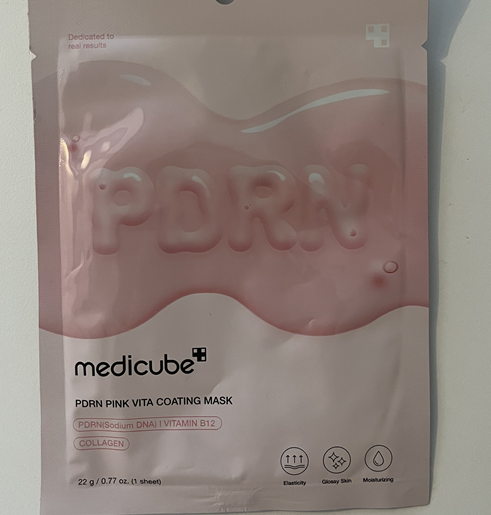 Dedicated to
real results
PDRN
medicube
PDRN PINK VITA COATING MASK
PDRN(Sodium DNA) | VITAMIN B12
COLLAGEN
22 g / 0.77 oz. (1 sheet)
Elasticity Glossy Skin Moisturizing